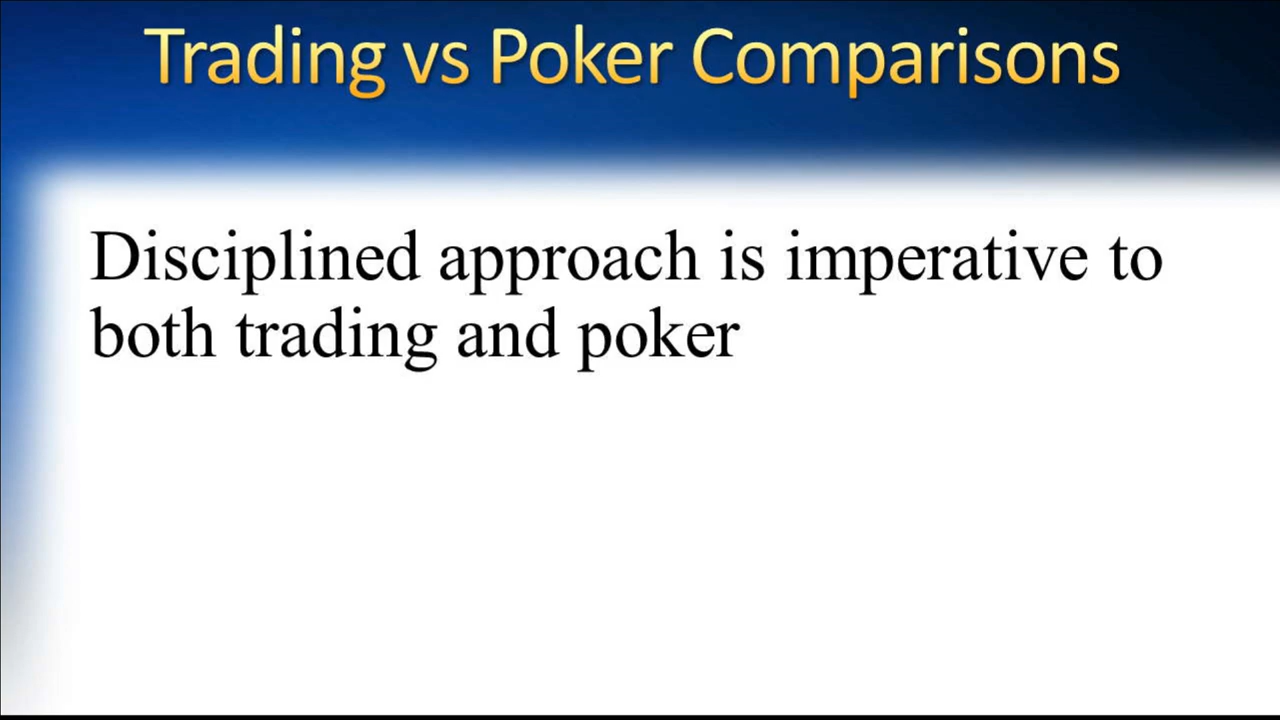 Trading vs Poker Comparisons
Disciplined approach is imperative to
both trading and poker